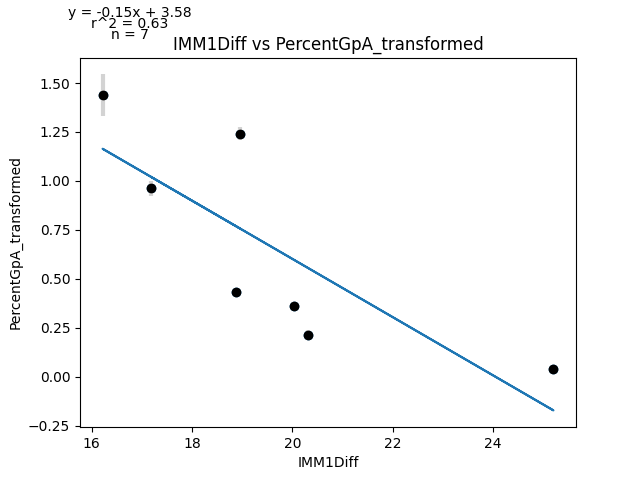 y = -0.15x + 3.58
r^2 = 0.63
n = 7
IMM1Diff vs PercentGpA_transformed
1.50
1.25
1.00
0.75
0.50
0.25
0.00
−0.25
PercentGpA_transformed
16 18 20 22 24
IMM1Diff